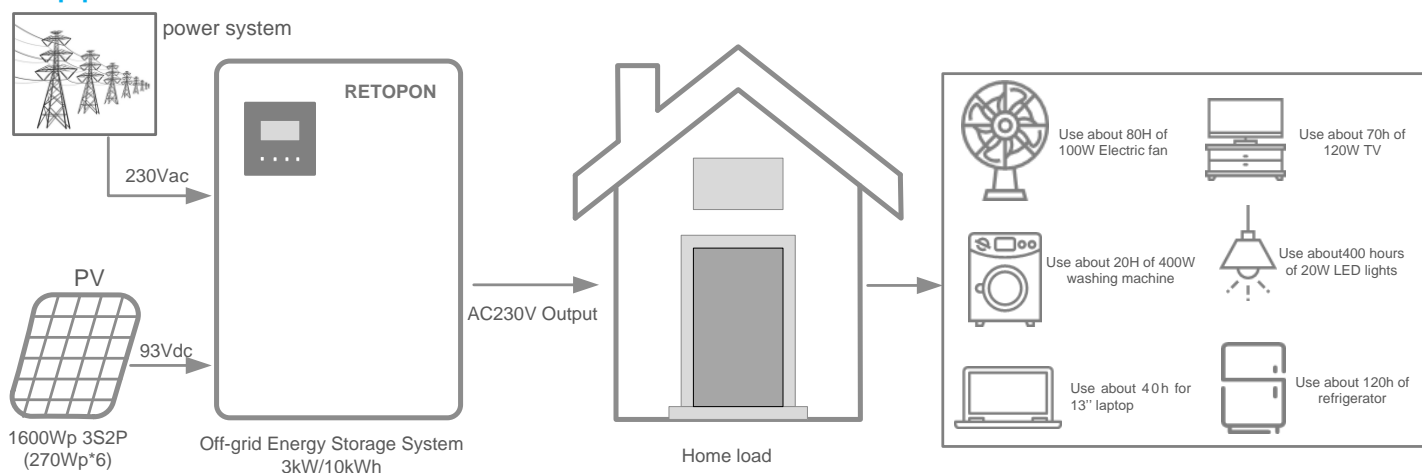 power system
RETOPON
230Vac
PV
93Vdc
1600Wp 3S2P
(270Wp*6)
Off-grid Energy Storage System
3kW/10kWh
AC230V Output
Home load
Use about 80H of
100W Electric fan
Use about 70h of
120W TV
Use about 20H of 400W
washing machine
Use about400 hours
of 20W LED lights
Use about 40h for
13'' laptop
Use about 120h of
refrigerator